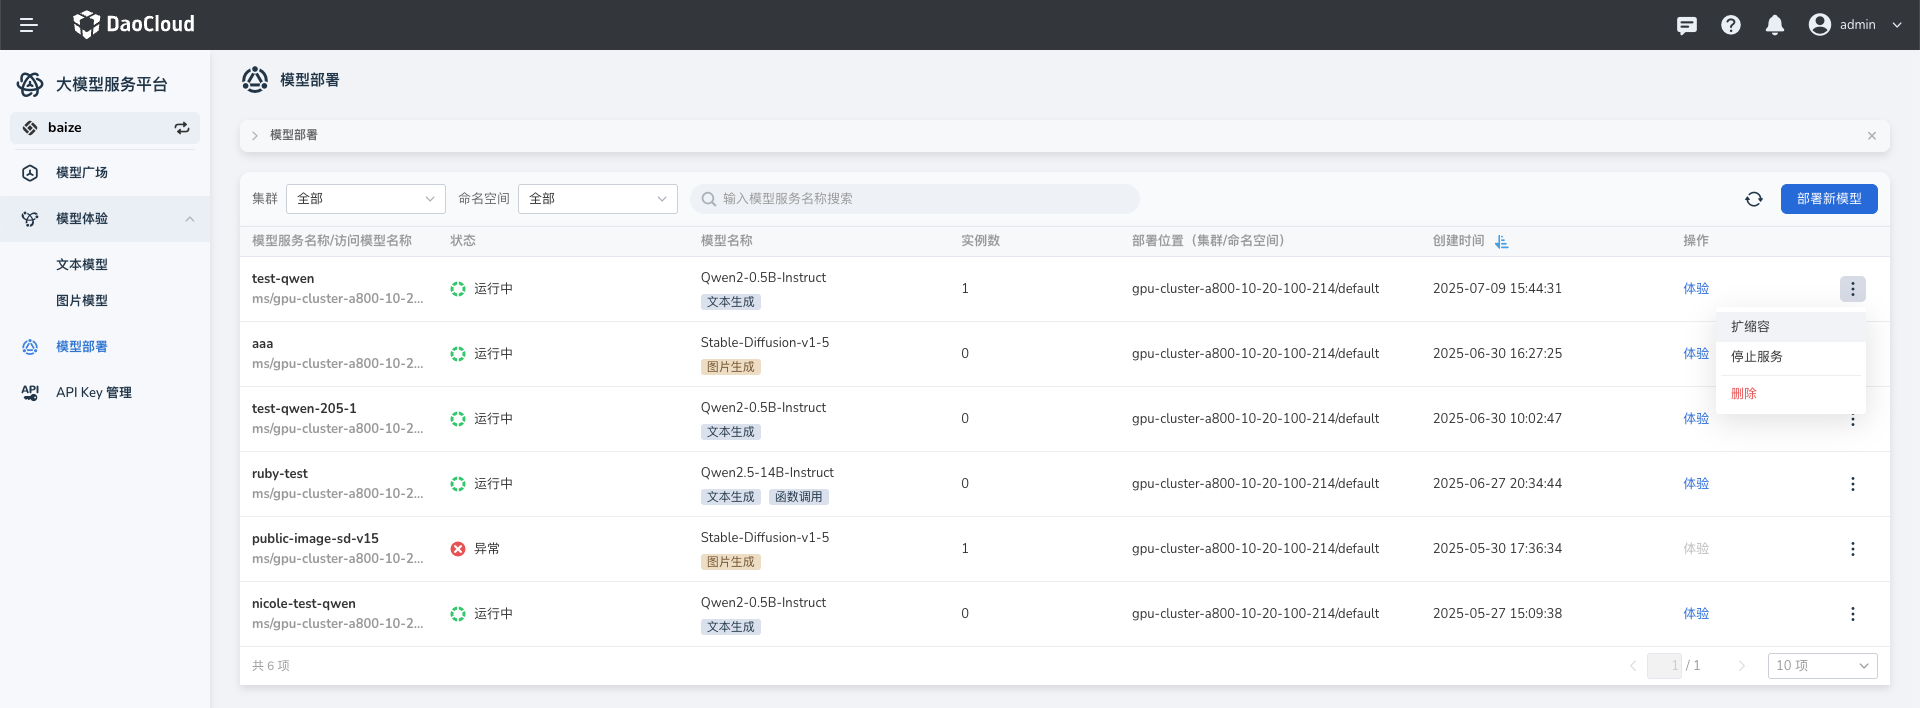 DaoCloud
admin
大模型服务平台
baize
模型广场
模型体验
文本模型
图片模型
模型部署
API Key 管理
模型部署
模型部署
集群 全部 命名空间 全部 输入模型服务名称搜索 部署新模型
模型服务名称/访问模型名称 状态 模型名称 实例数 部署位置（集群/命名空间） 创建时间 操作
test-qwen
ms/gpu-cluster-a800-10-2...
运行中
Qwen2-0.5B-Instruct
文本生成
1
gpu-cluster-a800-10-20-100-214/default
2025-07-09 15:44:31
体验
扩缩容
停止服务
删除
aaa
ms/gpu-cluster-a800-10-2...
运行中
Stable-Diffusion-v1-5
图片生成
0
gpu-cluster-a800-10-20-100-214/default
2025-06-30 16:27:25
体验
test-qwen-205-1
ms/gpu-cluster-a800-10-2...
运行中
Qwen2-0.5B-Instruct
文本生成
0
gpu-cluster-a800-10-20-100-214/default
2025-06-30 10:02:47
体验
ruby-test
ms/gpu-cluster-a800-10-2...
运行中
Qwen2.5-14B-Instruct
文本生成 函数调用
0
gpu-cluster-a800-10-20-100-214/default
2025-06-27 20:34:44
体验
public-image-sd-v15
ms/gpu-cluster-a800-10-2...
异常
Stable-Diffusion-v1-5
图片生成
1
gpu-cluster-a800-10-20-100-214/default
2025-05-30 17:36:34
体验
nicole-test-qwen
ms/gpu-cluster-a800-10-2...
运行中
Qwen2-0.5B-Instruct
文本生成
0
gpu-cluster-a800-10-20-100-214/default
2025-05-27 15:09:38
体验
共 6 项
1 / 1
10 项